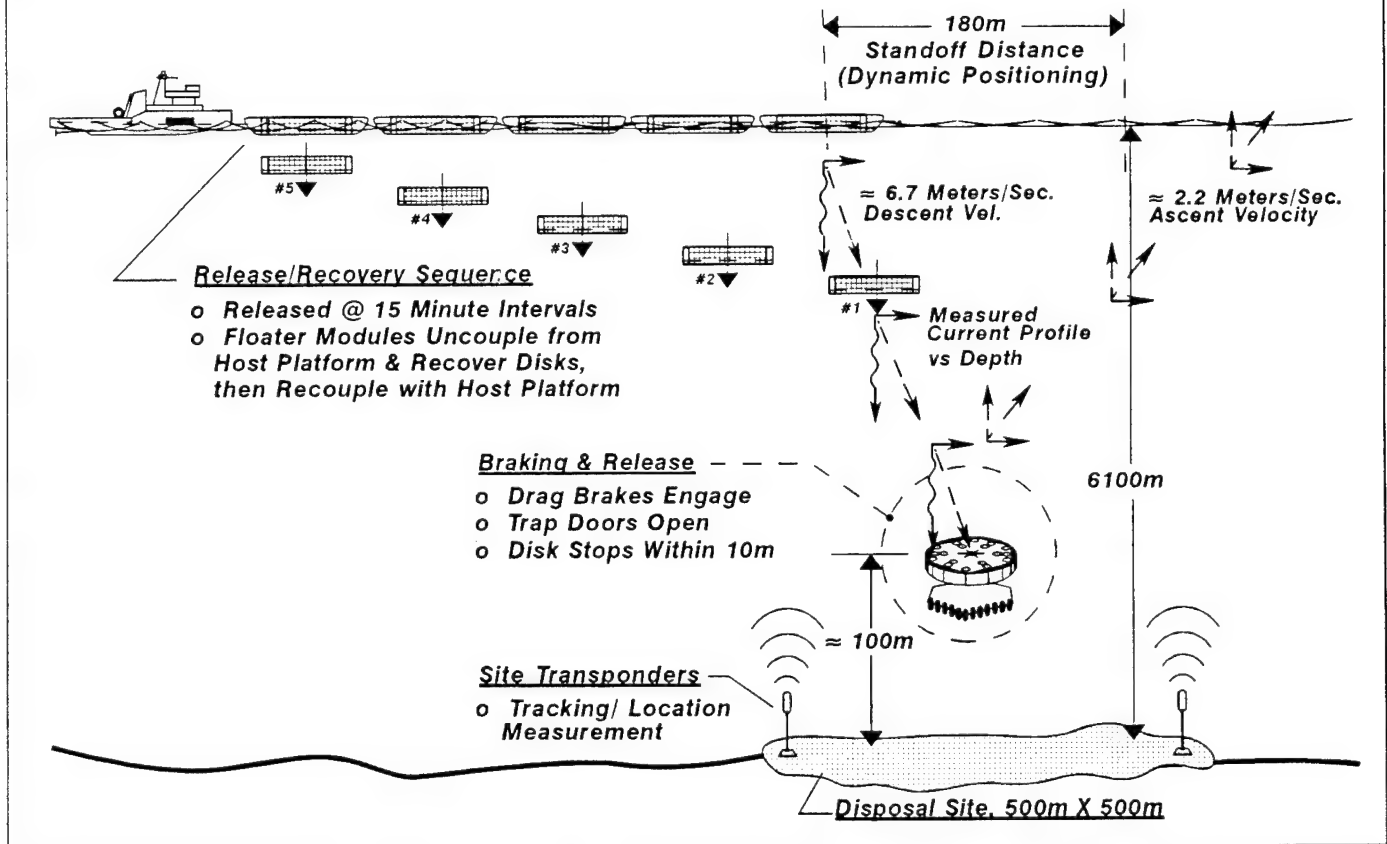 180m
Standoff Distance
(Dynamic Positioning)
#5
#4
#3
#2
#1
≈ 6.7 Meters/Sec.
Descent Vel.
≈ 2.2 Meters/Sec.
Ascent Velocity
Release/Recovery Sequence
o Released @ 15 Minute Intervals
o Floater Modules Uncouple from
Host Platform & Recover Disks,
then Recouple with Host Platform
Measured
Current Profile
vs Depth
Braking & Release
o Drag Brakes Engage
o Trap Doors Open
o Disk Stops Within 10m
6100m
≈ 100m
Site Transponders
o Tracking/ Location
Measurement
Disposal Site, 500m X 500m